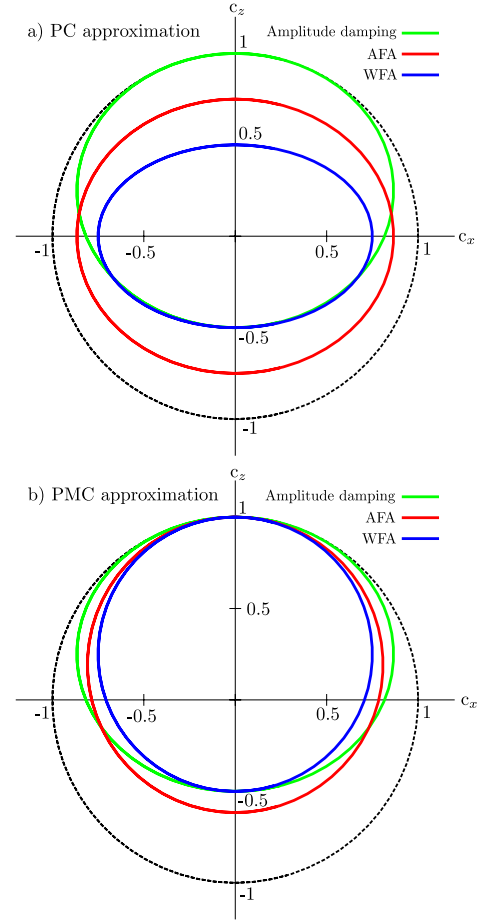 c_z
a) PC approximation
Amplitude damping
AFA
WFA
1
0.5
-1
-0.5
0.5
1
c_x
-0.5
-1
c_z
b) PMC approximation
Amplitude damping
AFA
WFA
1
0.5
-1
-0.5
0.5
1
c_x
-0.5
-1